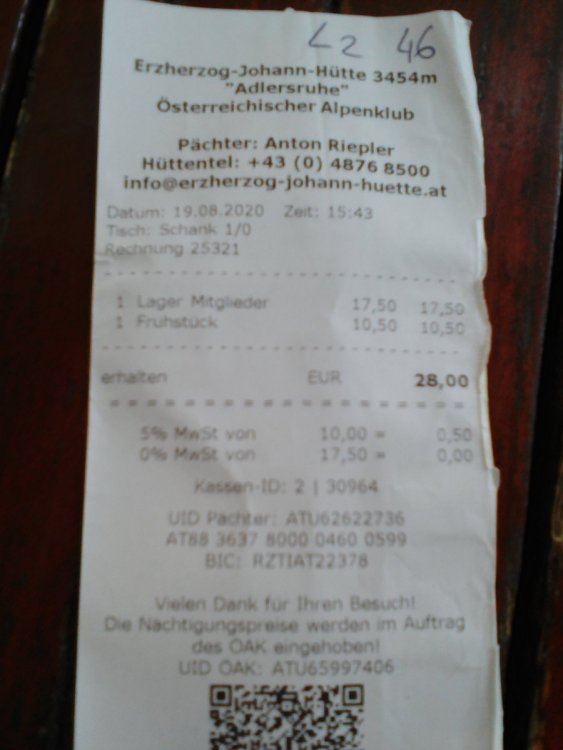 L2 46
Erzherzog-Johann-Hütte 3454m
"Adlersruhe"
Österreichischer Alpenklub
Pächter: Anton Riepler
Hüttentel: +43 (0) 4876 8500
info@erzherzog-johann-huette.at
Datum: 19.08.2020 Zeit: 15:43
Tisch: Schank 1/0
Rechnung 25321
1 Lager Mitglieder 17,50 17,50
1 Frühstück 10,50 10,50
erhalten EUR 28,00
5% MwSt von 10,00 = 0,50
0% MwSt von 17,50 = 0,00
Kassen-ID: 2 | 30964
UID Pächter: ATU62622736
AT88 3637 8000 0460 0599
BIC: RZTIAT22378
Vielen Dank für Ihren Besuch!
Die Nächtigungspreise werden im Auftrag
des ÖAK eingehoben!
UID ÖAK: ATU65997406